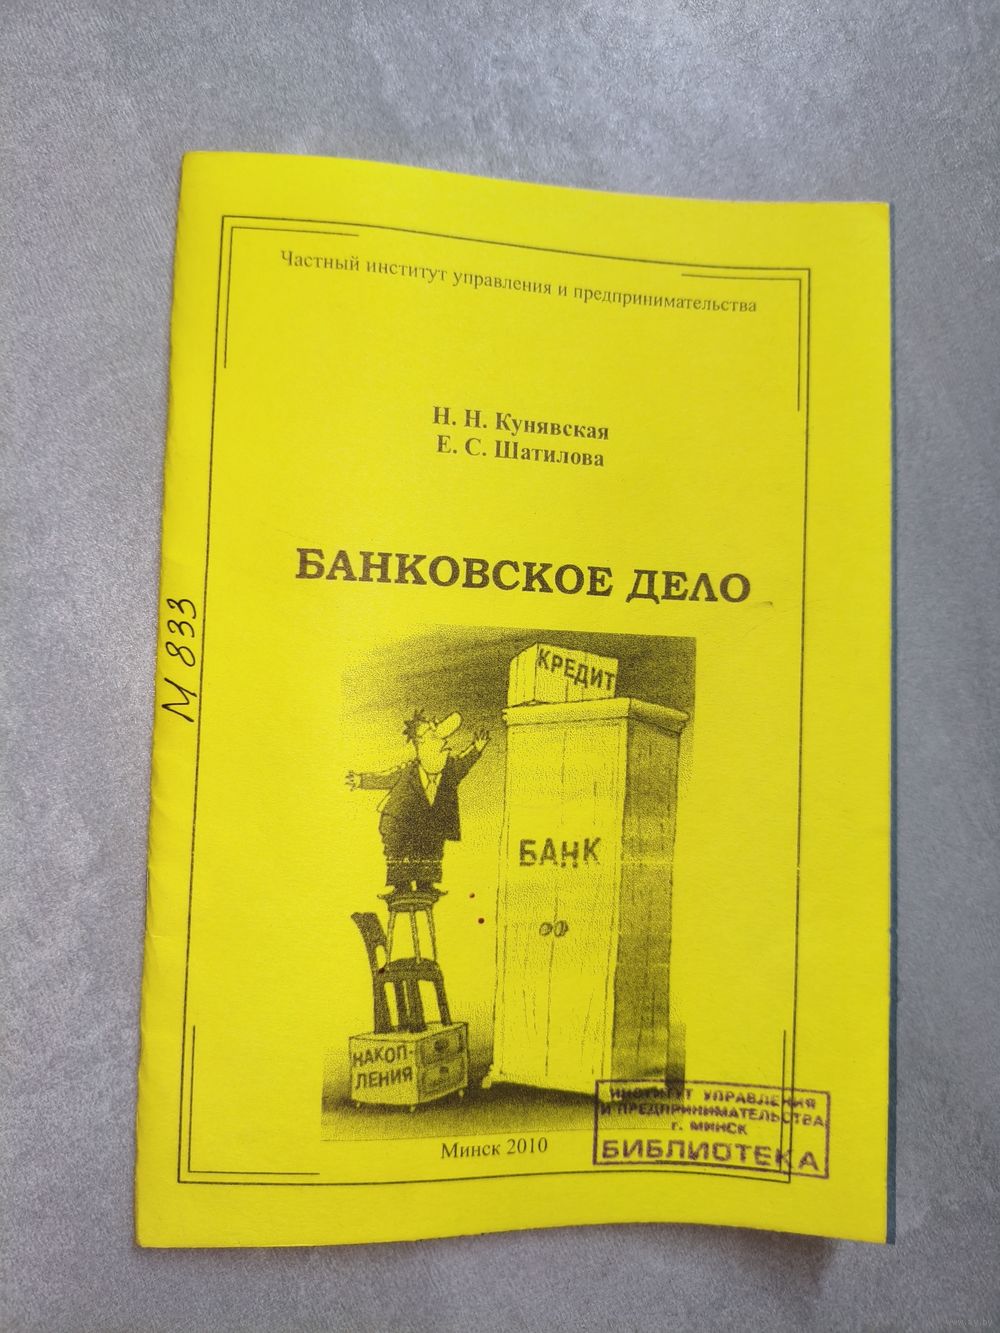 Частный институт управления и предпринимательства
Н. Н. Кунявская
Е. С. Шатилова
БАНКОВСКОЕ ДЕЛО
М 833
КРЕДИТ
БАНК
НАКОП-
ЛЕНИЯ
Минск 2010
ИНСТИТУТ УПРАВЛЕНИЯ
И ПРЕДПРИНИМАТЕЛЬСТВА
г. МИНСК
БИБЛИОТЕКА